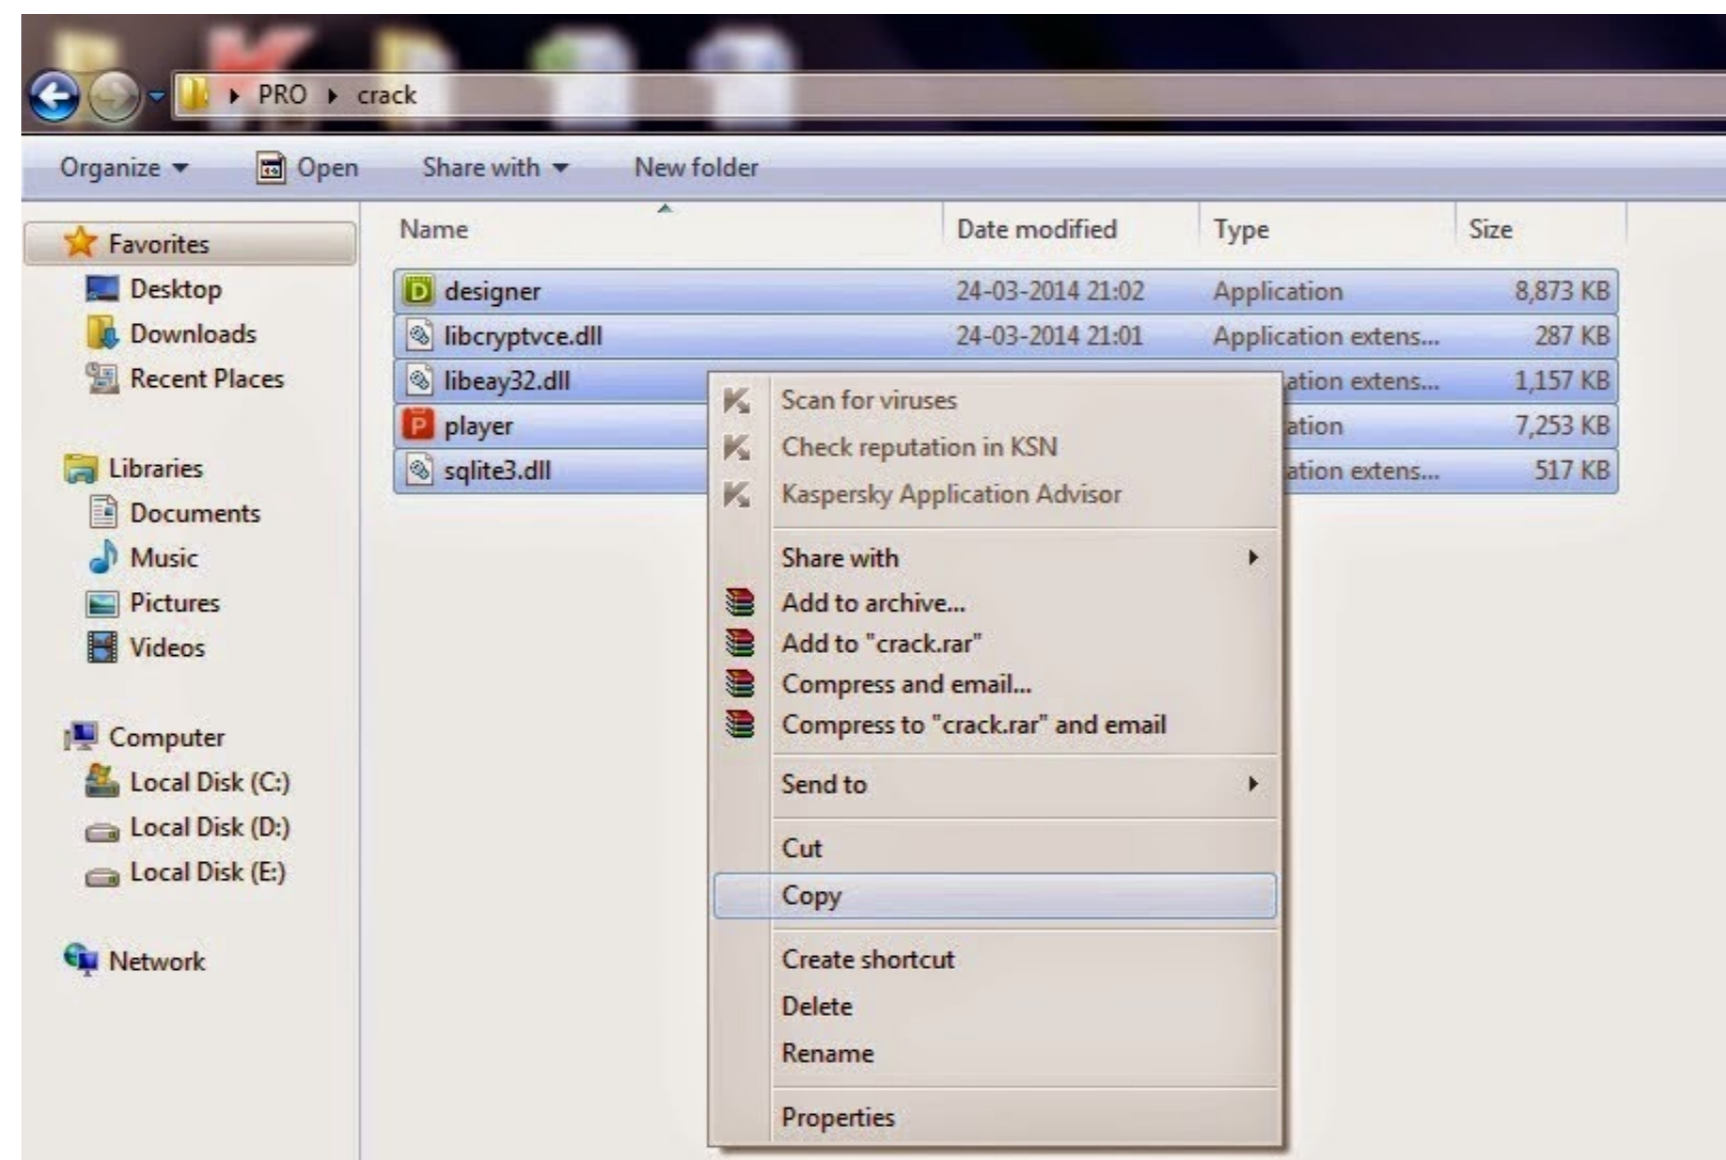 PRO crack
Organize Open Share with New folder
Name Date modified Type Size
Favorites
Desktop
Downloads
Recent Places
Libraries
Documents
Music
Pictures
Videos
Computer
Local Disk (C:)
Local Disk (D:)
Local Disk (E:)
Network
designer 24-03-2014 21:02 Application 8,873 KB
libcryptvce.dll 24-03-2014 21:01 Application extens... 287 KB
libeay32.dll ation extens... 1,157 KB
player ation 7,253 KB
sqlite3.dll ation extens... 517 KB
Scan for viruses
Check reputation in KSN
Kaspersky Application Advisor
Share with
Add to archive...
Add to "crack.rar"
Compress and email...
Compress to "crack.rar" and email
Send to
Cut
Copy
Create shortcut
Delete
Rename
Properties